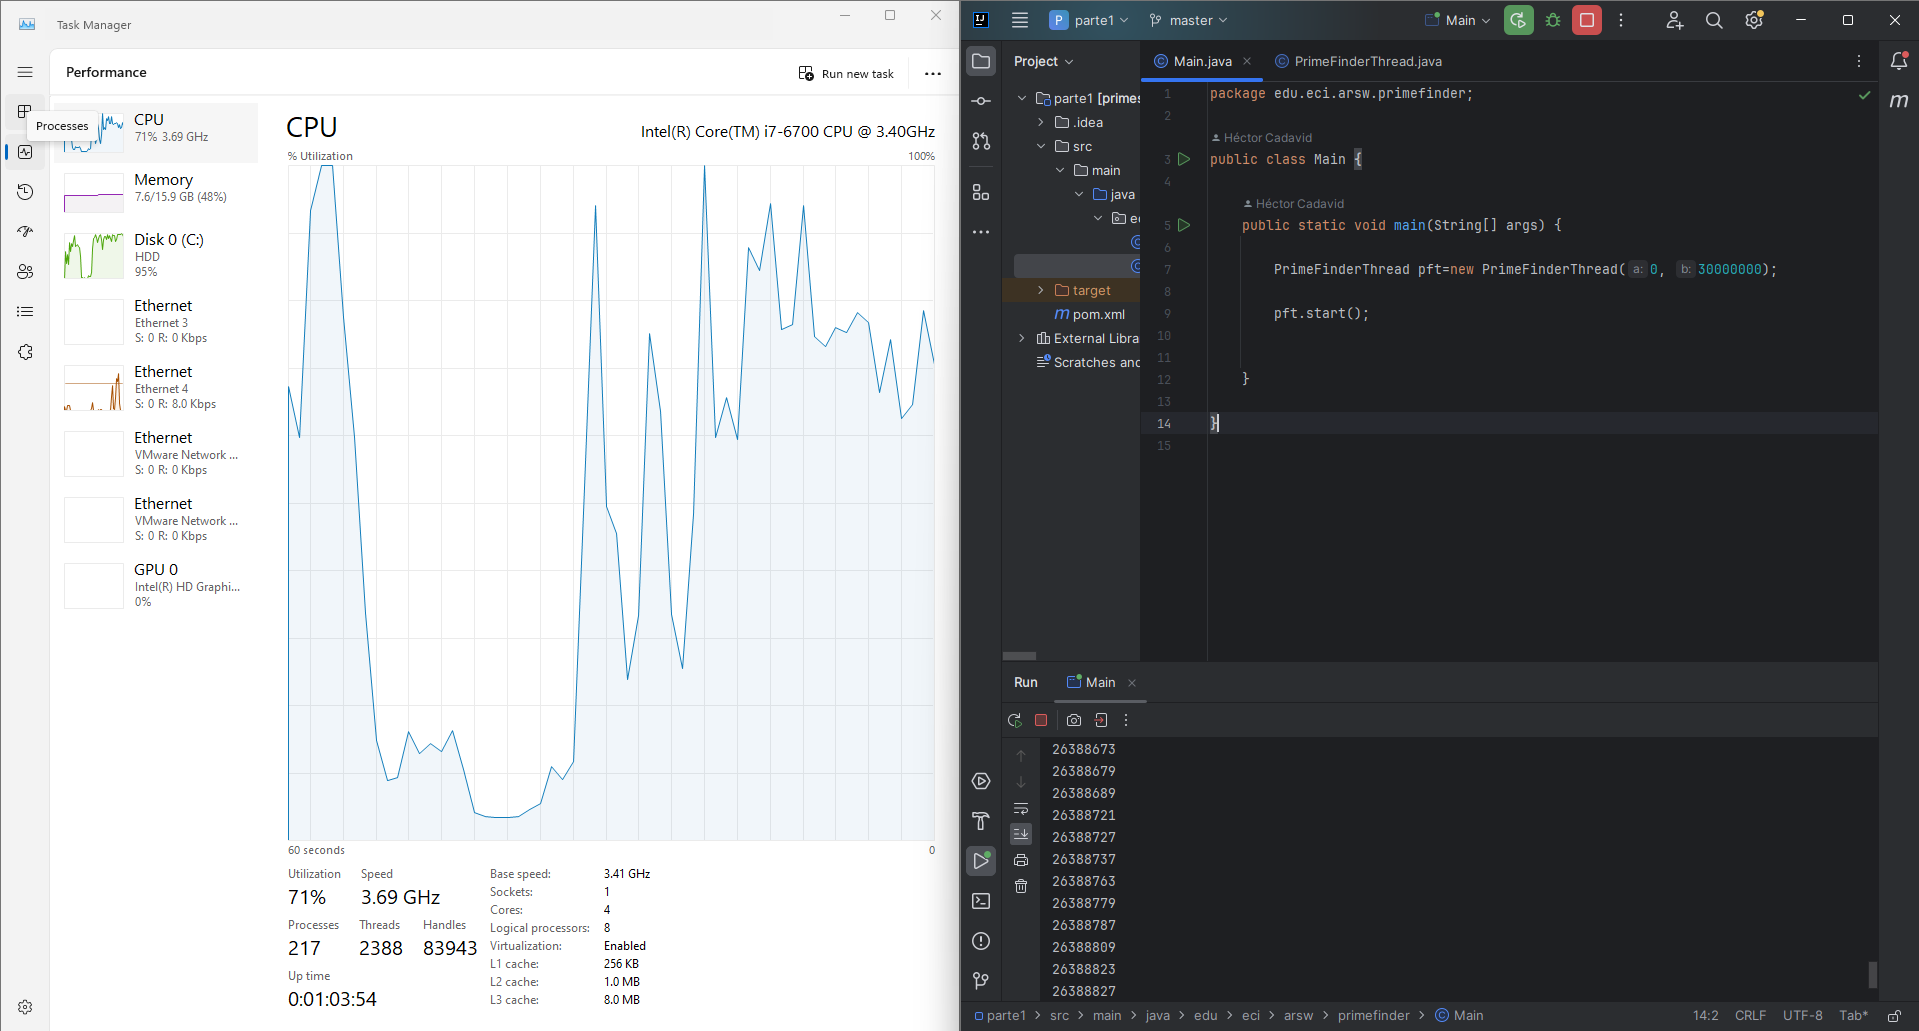 Task Manager
Performance
Run new task
Processes
CPU
71% 3.69 GHz
Memory
7.6/15.9 GB (48%)
Disk 0 (C:)
HDD
95%
Ethernet
Ethernet 3
S: 0 R: 0 Kbps
Ethernet
Ethernet 4
S: 0 R: 8.0 Kbps
Ethernet
VMware Network ...
S: 0 R: 0 Kbps
Ethernet
VMware Network ...
S: 0 R: 0 Kbps
GPU 0
Intel(R) HD Graphi...
0%
CPU
Intel(R) Core(TM) i7-6700 CPU @ 3.40GHz
% Utilization
100%
60 seconds
0
Utilization
Speed
71%
3.69 GHz
Processes
Threads
Handles
217
2388
83943
Up time
0:01:03:54
Base speed: 3.41 GHz
Sockets: 1
Cores: 4
Logical processors: 8
Virtualization: Enabled
L1 cache: 256 KB
L2 cache: 1.0 MB
L3 cache: 8.0 MB
IJ
P parte1
master
Main
Project
parte1 [primes
.idea
src
main
java
target
pom.xml
External Libra
Scratches and
Main.java
PrimeFinderThread.java
1 package edu.eci.arsw.primefinder;
2
Héctor Cadavid
3 public class Main {
4
Héctor Cadavid
5 public static void main(String[] args) {
6
7 PrimeFinderThread pft=new PrimeFinderThread( a: 0, b: 30000000);
8
9 pft.start();
10
11
12 }
13
14 }
15
m
Run
Main
26388673
26388679
26388689
26388721
26388727
26388737
26388763
26388779
26388787
26388809
26388823
26388827
parte1 > src > main > java > edu > eci > arsw > primefinder > Main
14:2 CRLF UTF-8 Tab*